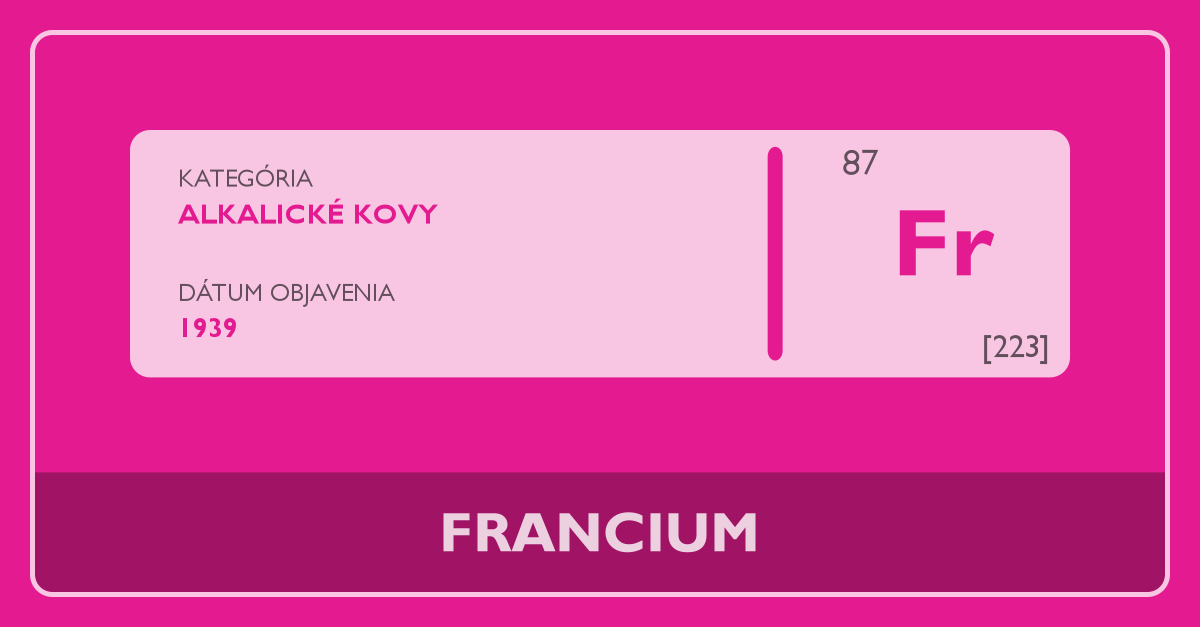 KATEGÓRIA
ALKALICKÉ KOVY
DÁTUM OBJAVENIA
1939
87
Fr
[223]
FRANCIUM